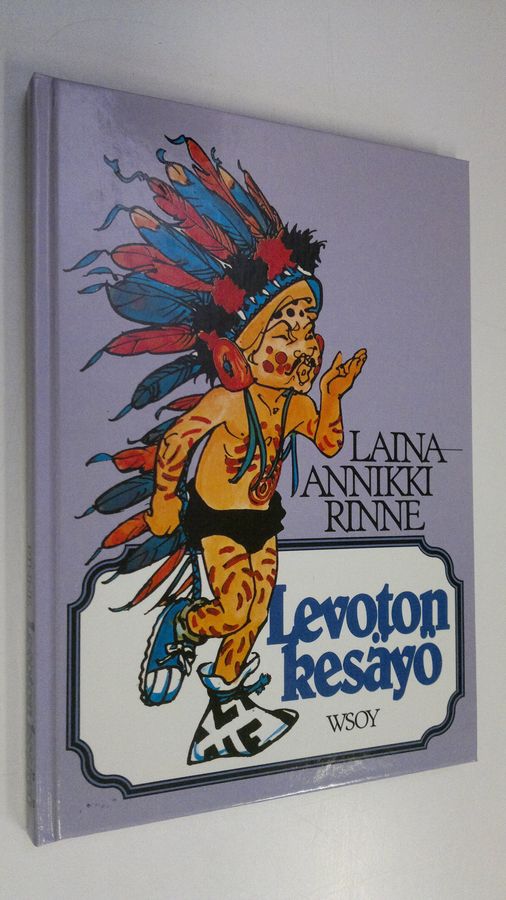 LAINA-
ANNIKKI
RINNE
Levoton
kesäyö
WSOY